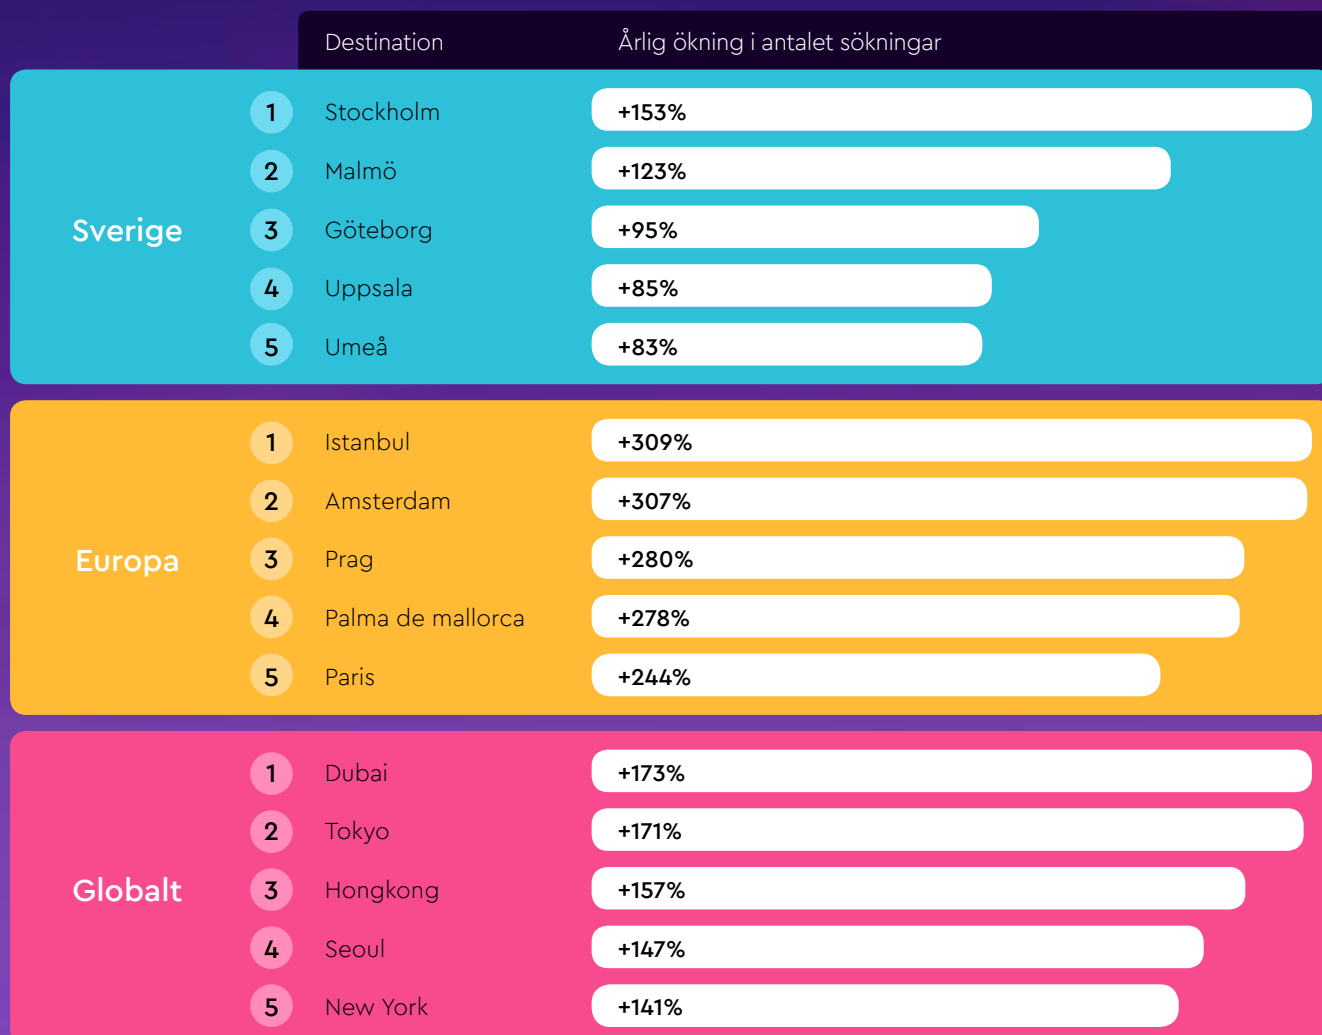 Destination Årlig ökning i antalet sökningar
Sverige
1 Stockholm +153%
2 Malmö +123%
3 Göteborg +95%
4 Uppsala +85%
5 Umeå +83%
Europa
1 Istanbul +309%
2 Amsterdam +307%
3 Prag +280%
4 Palma de mallorca +278%
5 Paris +244%
Globalt
1 Dubai +173%
2 Tokyo +171%
3 Hongkong +157%
4 Seoul +147%
5 New York +141%